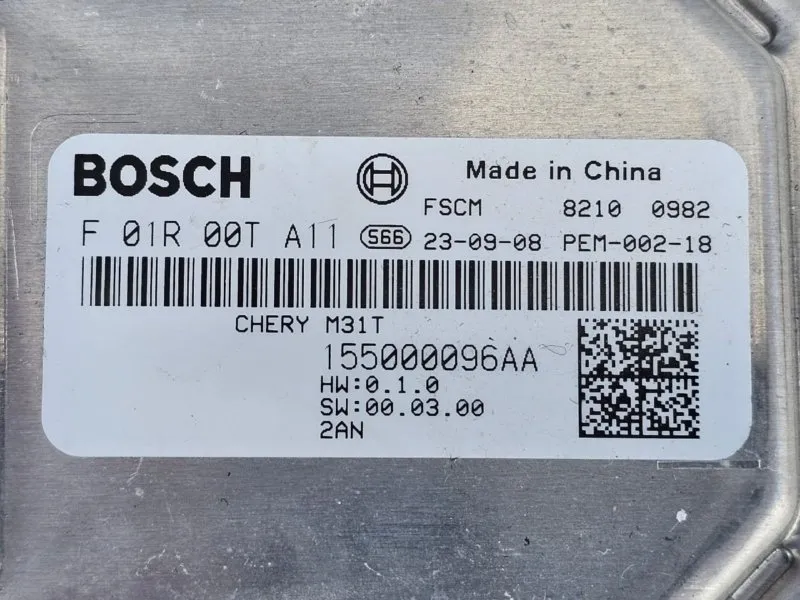 BOSCH Made in China
FSCM 8210 0982
F 01R 00T A11 566 23-09-08 PEM-002-18
CHERY M31T
155000096AA
HW:0.1.0
SW:00.03.00
2AN